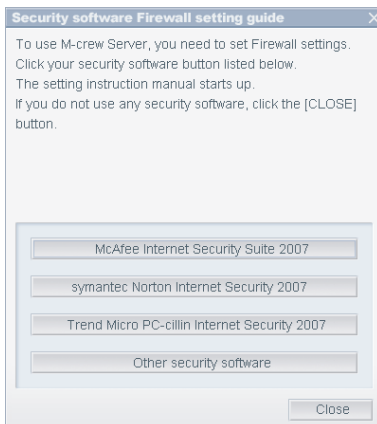 Security software Firewall setting guide
To use M-crew Server, you need to set Firewall settings.
Click your security software button listed below.
The setting instruction manual starts up.
If you do not use any security software, click the [CLOSE]
button.
McAfee Internet Security Suite 2007
symantec Norton Internet Security 2007
Trend Micro PC-cillin Internet Security 2007
Other security software
Close